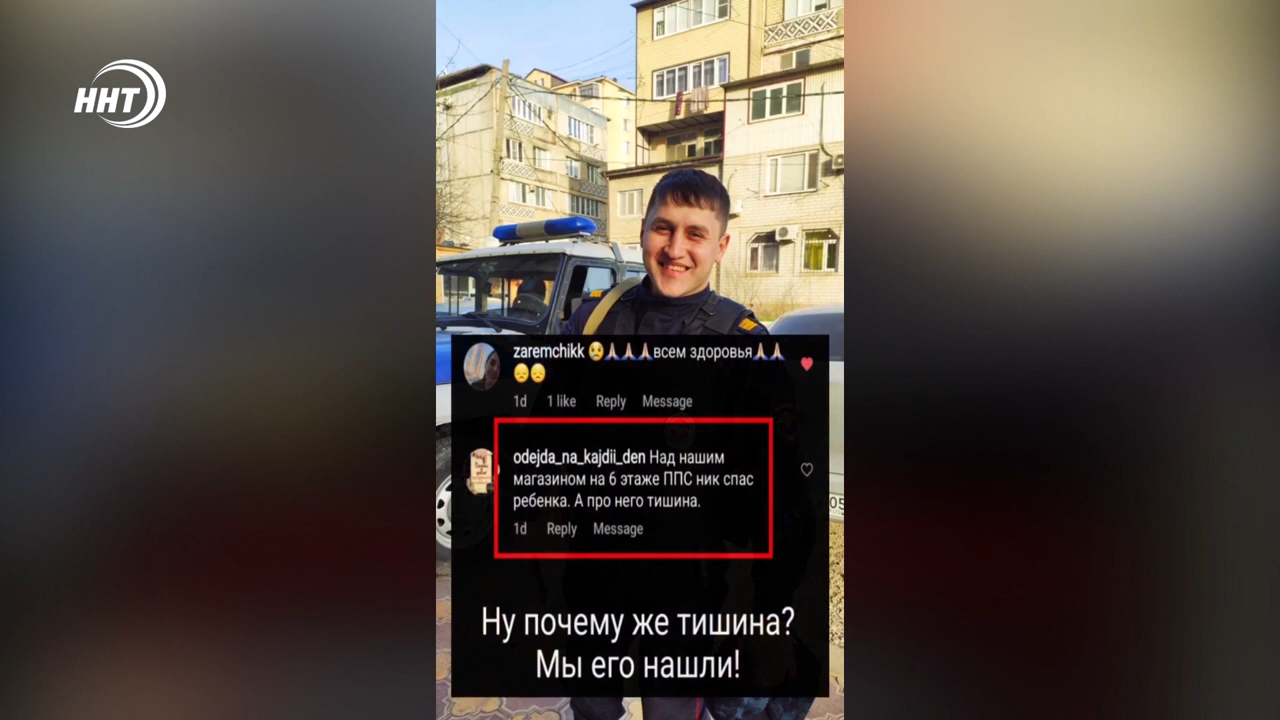 ННТ
zaremchikk 😢🙏🏼🙏🏼🙏🏼всем здоровья🙏🏼🙏🏼
😞😞
1d 1 like Reply Message
odejda_na_kajdii_den Над нашим
магазином на 6 этаже ППС ник спас
ребенка. А про него тишина.
1d Reply Message
Ну почему же тишина?
Мы его нашли!
05